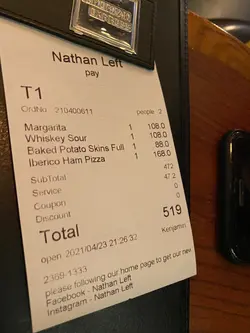 Nathan Left
pay
T1
OrdNo 210400611 people 2
Margarita 1 108.0
Whiskey Sour 1 108.0
Baked Potato Skins Full 1 88.0
Iberico Ham Pizza 1 168.0
SubTotal 472
Service 47.2
Coupon 0
Discount 0
Total 519
open 2021/04/23 21:26:32 Kenjamin
2369-1333
please following our home page to get our new
Facebook - Nathan Left
Instagram - Nathan Left